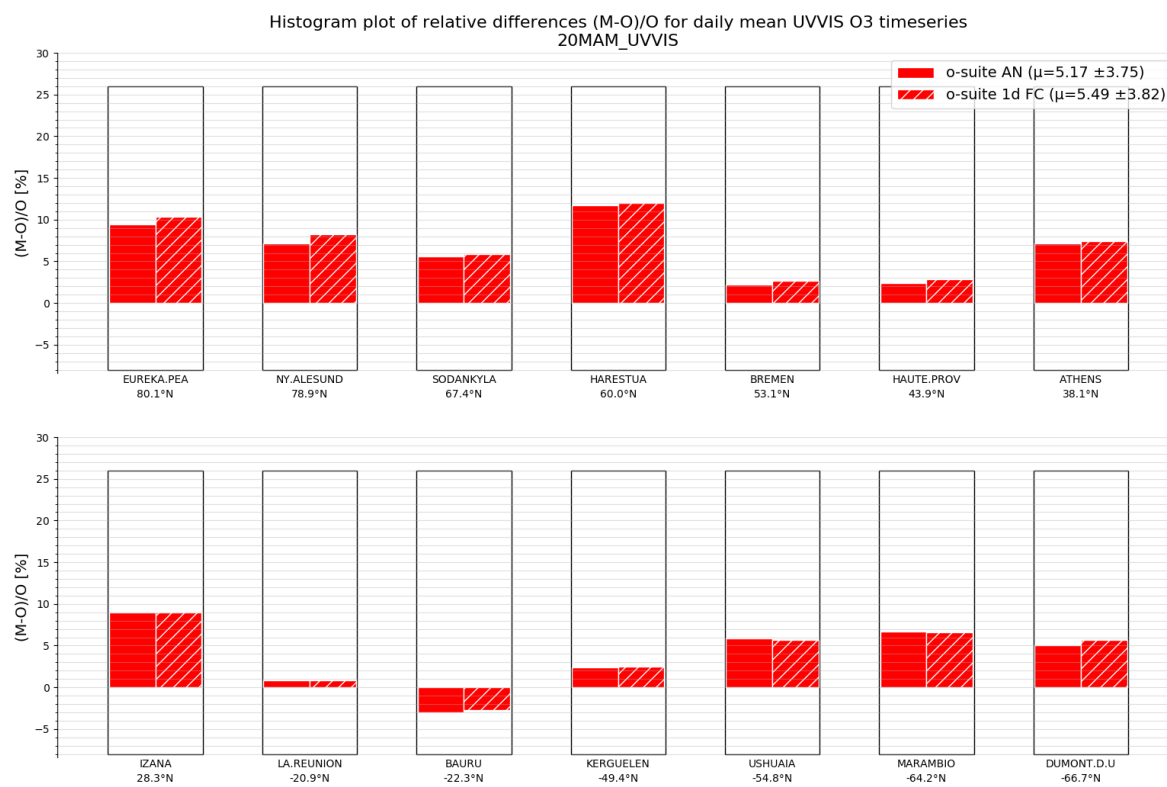 Histogram plot of relative differences (M-O)/O for daily mean UVVIS O3 timeseries
20MAM_UVVIS
o-suite AN (μ=5.17 ±3.75)
o-suite 1d FC (μ=5.49 ±3.82)
(M-O)/O [%]
30
25
20
15
10
5
0
−5
EUREKA.PEA NY.ALESUND SODANKYLA HARESTUA BREMEN HAUTE.PROV ATHENS
80.1°N 78.9°N 67.4°N 60.0°N 53.1°N 43.9°N 38.1°N
(M-O)/O [%]
30
25
20
15
10
5
0
−5
IZANA LA.REUNION BAURU KERGUELEN USHUAIA MARAMBIO DUMONT.D.U
28.3°N -20.9°N -22.3°N -49.4°N -54.8°N -64.2°N -66.7°N